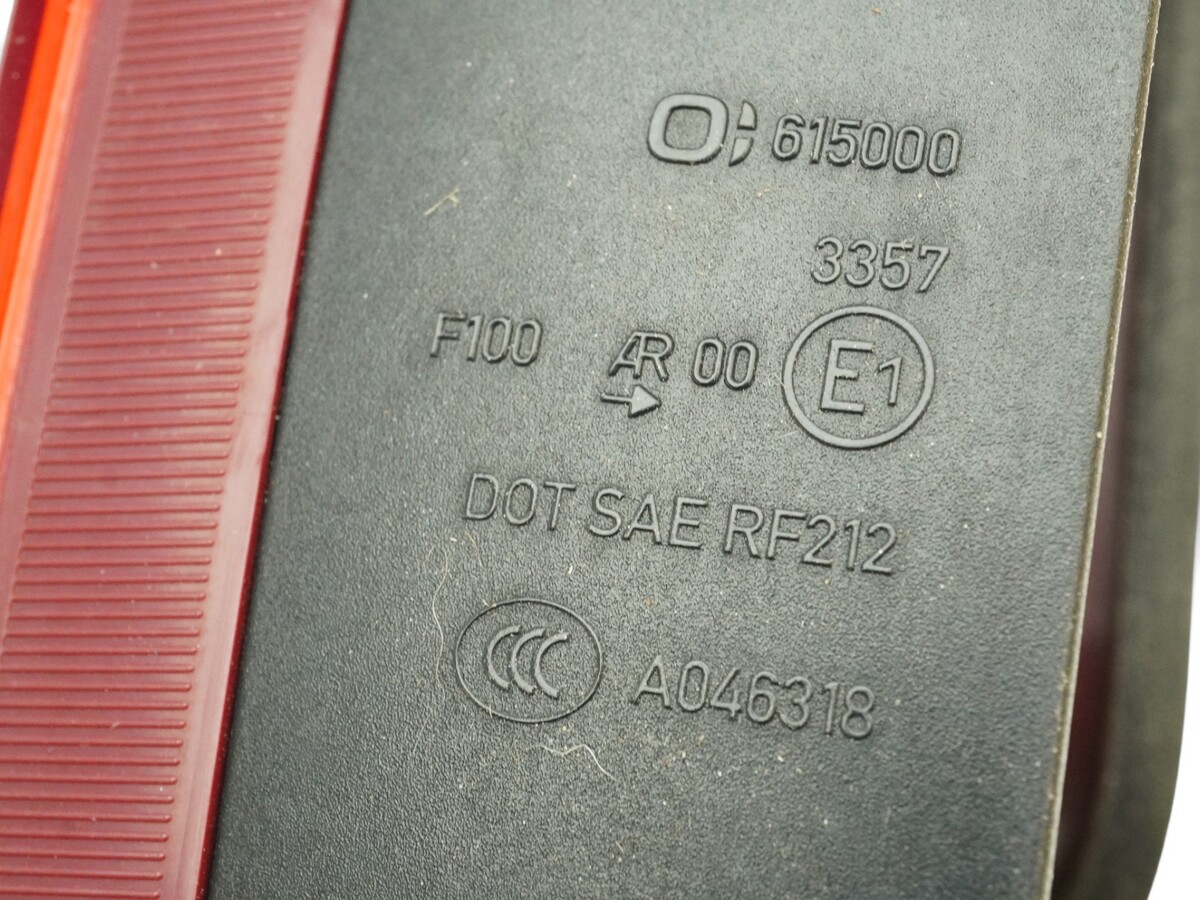 615000
3357
F100 AR 00 E1
DOT SAE RF212
CCC A046318